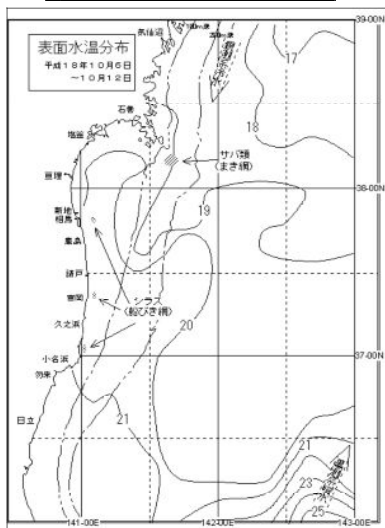 表面水温分布
平成18年10月6日
～10月12日
気仙沼
100m
39-00N
17
18
石巻
塩釜
サバ類
(まき網)
亘理
38-00N
新地
相馬
19
鹿島
請戸
シラス
(船びき網)
富岡
20
久之浜
小名浜
37-00N
勿来
21
日立
21
23
25
141-00E
142-00E
143-00E